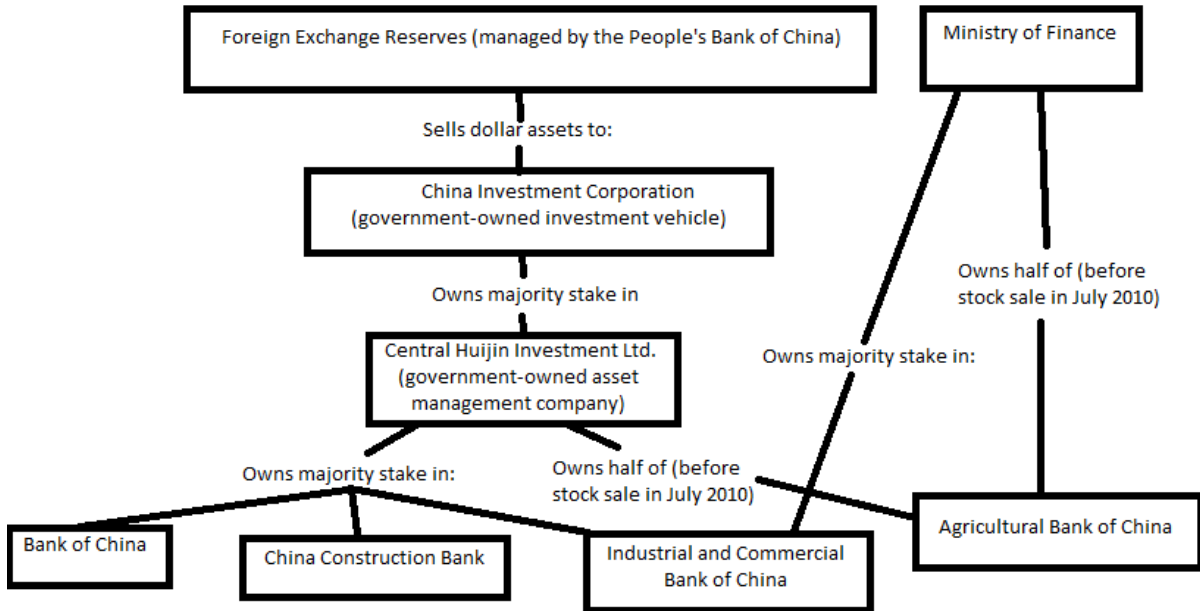 Foreign Exchange Reserves (managed by the People's Bank of China)
Ministry of Finance
Sells dollar assets to:
China Investment Corporation
(government-owned investment vehicle)
Owns half of (before
stock sale in July 2010)
Owns majority stake in
Central Huijin Investment Ltd.
(government-owned asset
management company)
Owns majority stake in:
Owns majority stake in:
Owns half of (before
stock sale in July 2010)
Bank of China
China Construction Bank
Industrial and Commercial
Bank of China
Agricultural Bank of China